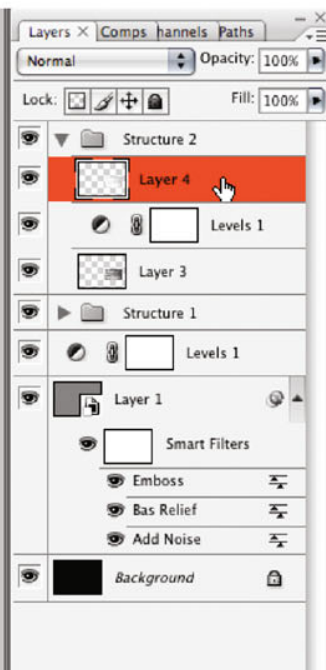 Layers × Comps hannels Paths
Normal Opacity: 100%
Lock: Fill: 100%
Structure 2
Layer 4
Levels 1
Layer 3
Structure 1
Levels 1
Layer 1
Smart Filters
Emboss
Bas Relief
Add Noise
Background